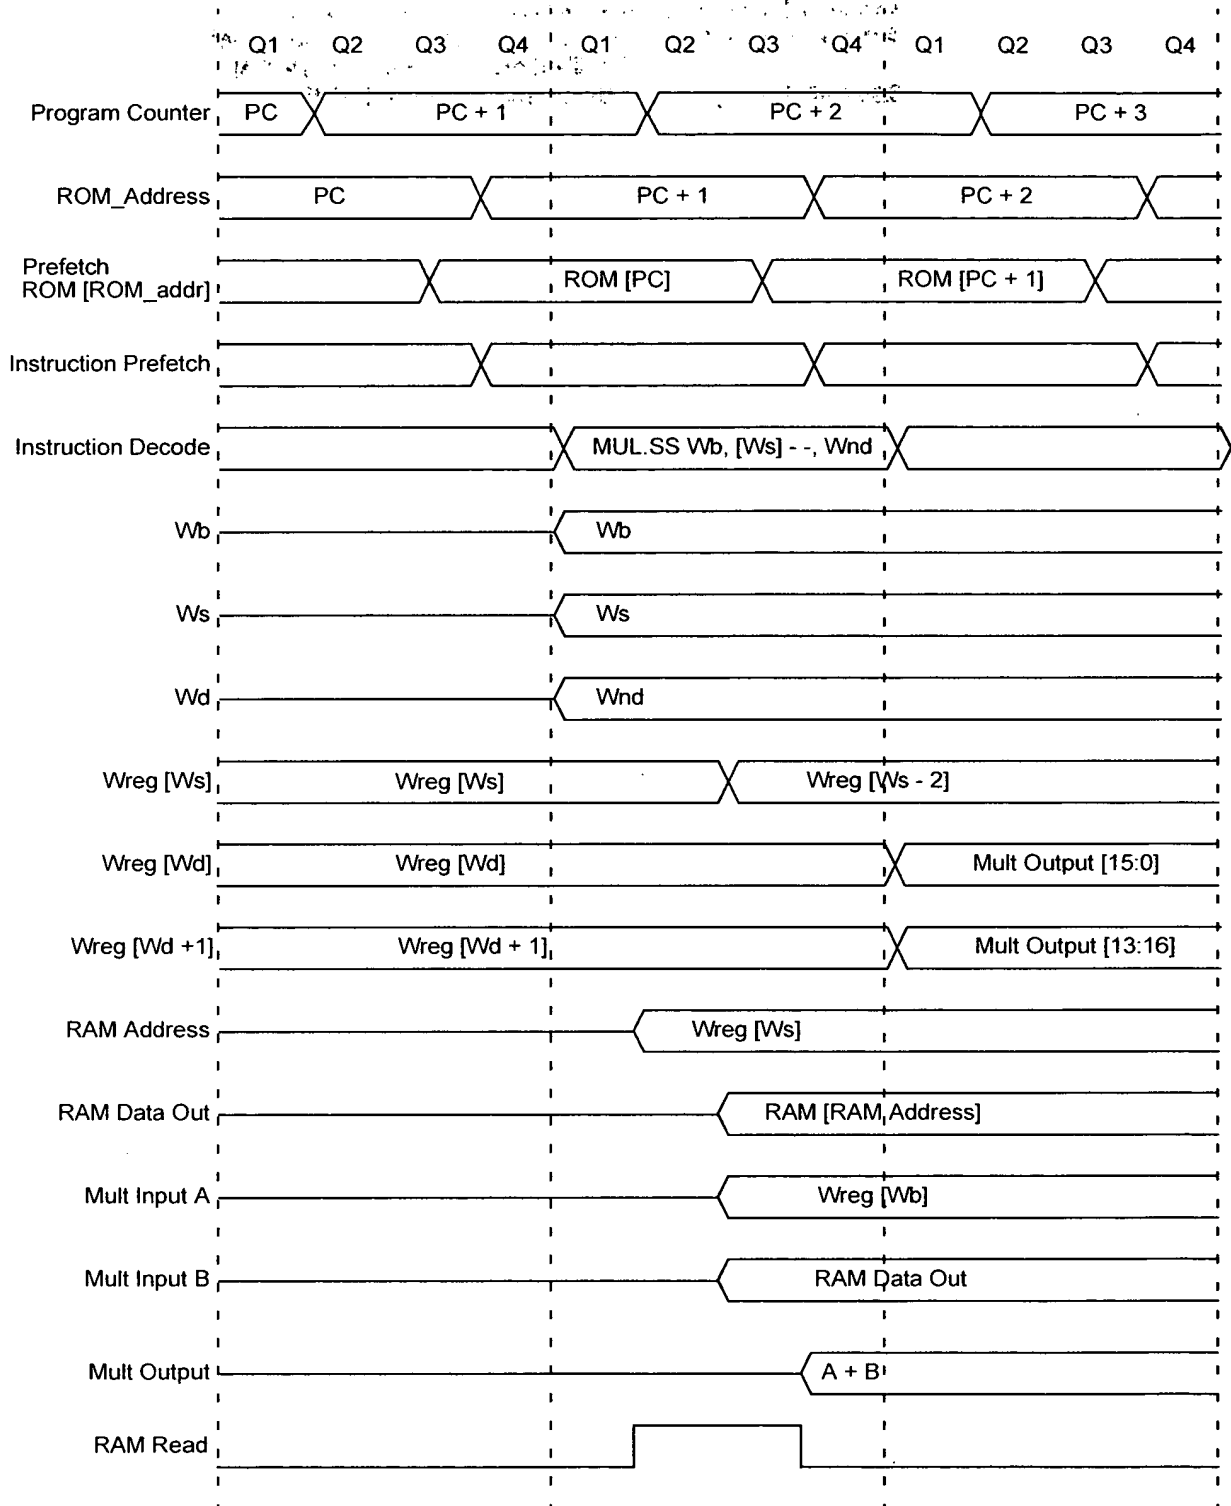 Q1 Q2 Q3 Q4 Q1 Q2 Q3 Q4 Q1 Q2 Q3 Q4
Program Counter PC PC + 1 PC + 2 PC + 3
ROM_Address PC PC + 1 PC + 2
Prefetch
ROM [ROM_addr] ROM [PC] ROM [PC + 1]
Instruction Prefetch
Instruction Decode MUL.SS Wb, [Ws] - -, Wnd
Wb Wb
Ws Ws
Wd Wnd
Wreg [Ws] Wreg [Ws] Wreg [Ws - 2]
Wreg [Wd] Wreg [Wd] Mult Output [15:0]
Wreg [Wd +1] Wreg [Wd + 1] Mult Output [13:16]
RAM Address Wreg [Ws]
RAM Data Out RAM [RAM Address]
Mult Input A Wreg [Wb]
Mult Input B RAM Data Out
Mult Output A + B
RAM Read